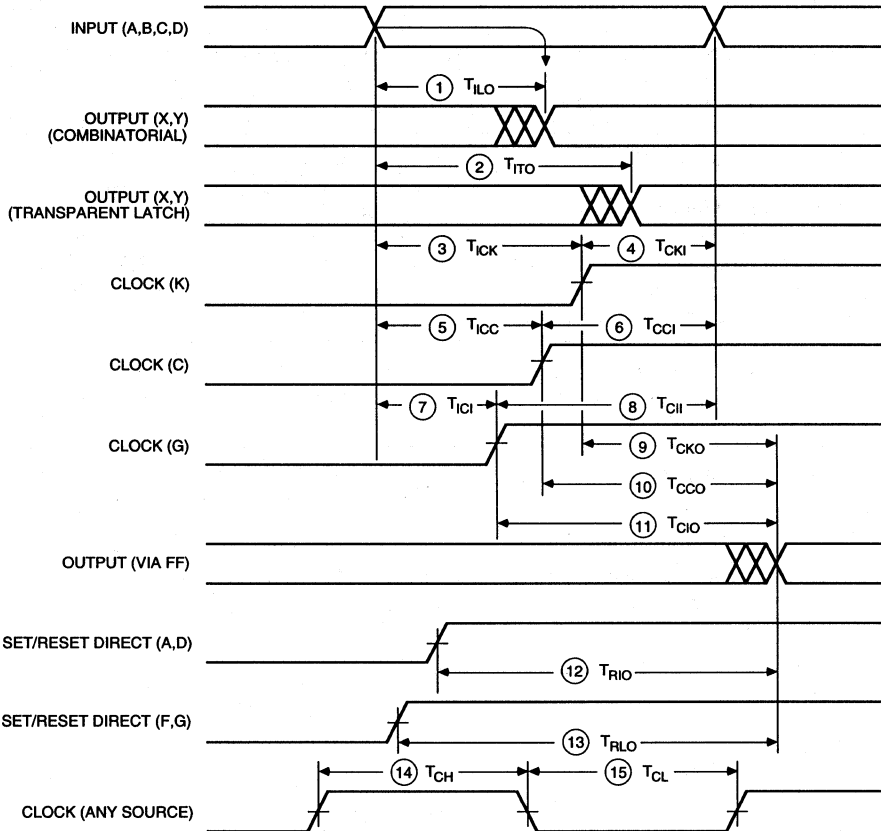 INPUT (A,B,C,D)
1 TILO
OUTPUT (X,Y)
(COMBINATORIAL)
2 TITO
OUTPUT (X,Y)
(TRANSPARENT LATCH)
3 TICK
4 TCKI
CLOCK (K)
5 TICC
6 TCCI
CLOCK (C)
7 TICI
8 TCII
CLOCK (G)
9 TCKO
10 TCCO
11 TCIO
OUTPUT (VIA FF)
SET/RESET DIRECT (A,D)
12 TRIO
SET/RESET DIRECT (F,G)
13 TRLO
14 TCH
15 TCL
CLOCK (ANY SOURCE)